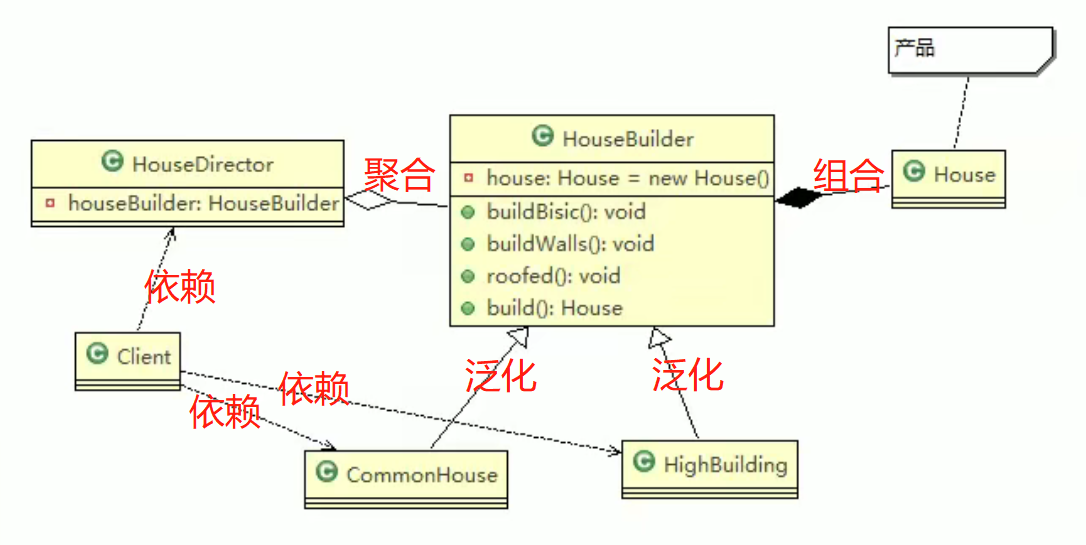 产品
HouseBuilder
house: House = new House()
buildBisic(): void
buildWalls(): void
roofed(): void
build(): House
HouseDirector
houseBuilder: HouseBuilder
聚合
组合
House
依赖
Client
依赖
依赖
泛化
泛化
CommonHouse
HighBuilding